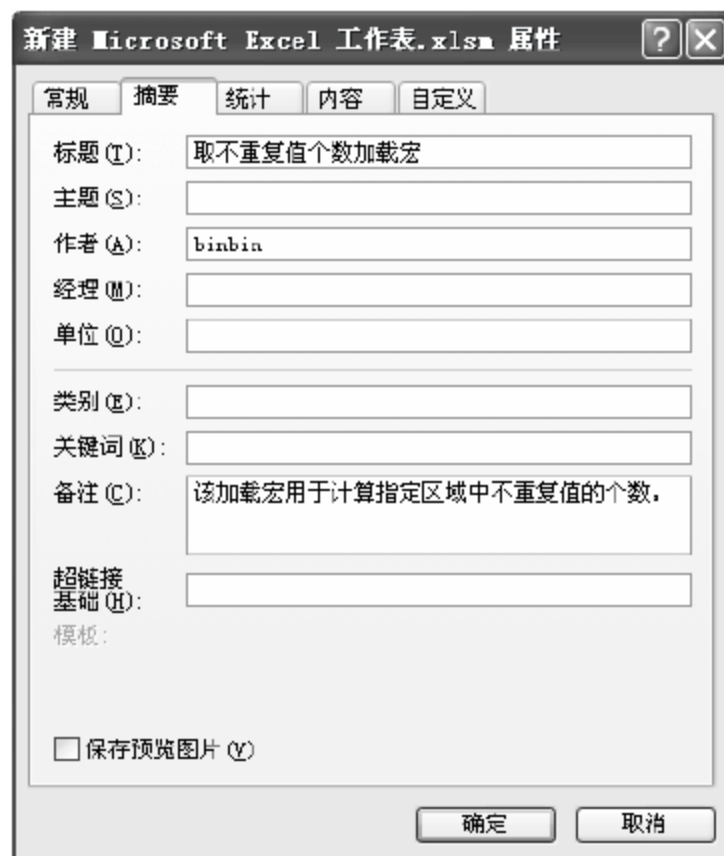 新建 Microsoft Excel 工作表.xlsm 属性
常规 摘要 统计 内容 自定义
标题(T): 取不重复值个数加载宏
主题(S):
作者(A): binbin
经理(M):
单位(O):
类别(E):
关键词(K):
备注(C): 该加载宏用于计算指定区域中不重复值的个数。
超链接
基础(H):
模板:
保存预览图片(V)
确定 取消